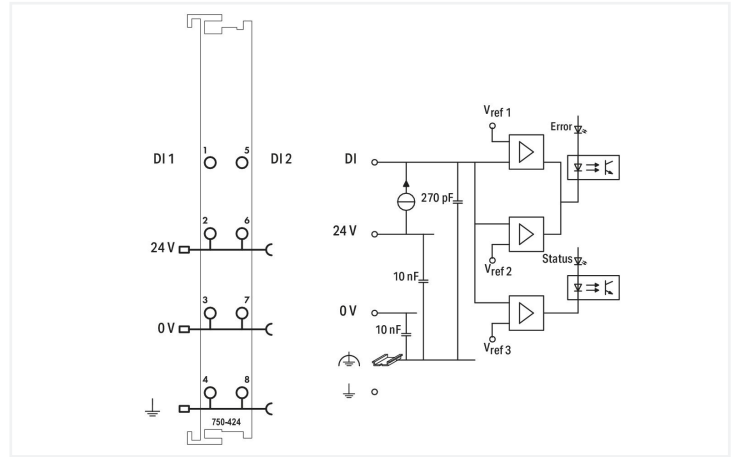 DI 1
1
5
DI 2
2
6
24 V
3
7
0 V
4
8
750-424
Vref 1
Error
DI
270 pF
24 V
Vref 2
Status
10 nF
0 V
10 nF
Vref 3